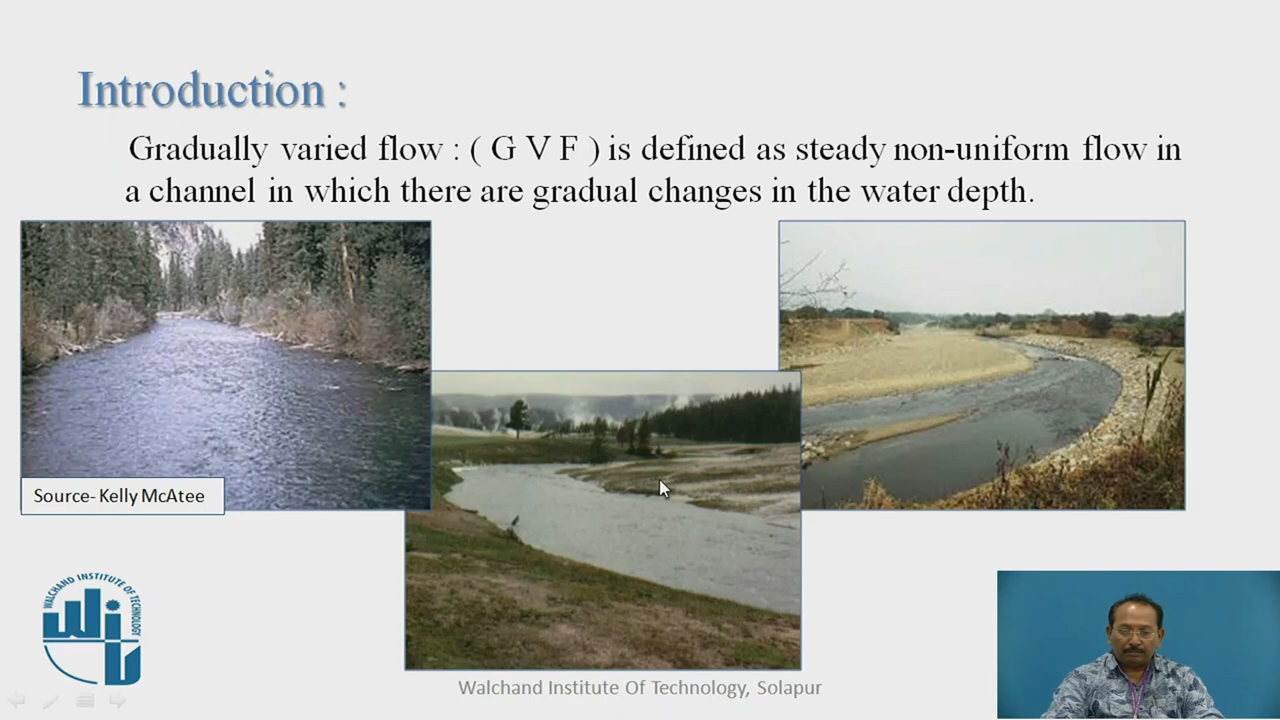 Introduction :
Gradually varied flow : ( G V F ) is defined as steady non-uniform flow in
a channel in which there are gradual changes in the water depth.
Source- Kelly McAtee
WALCHAND INSTITUTE OF TECHNOLOGY
WIT
Walchand Institute Of Technology, Solapur